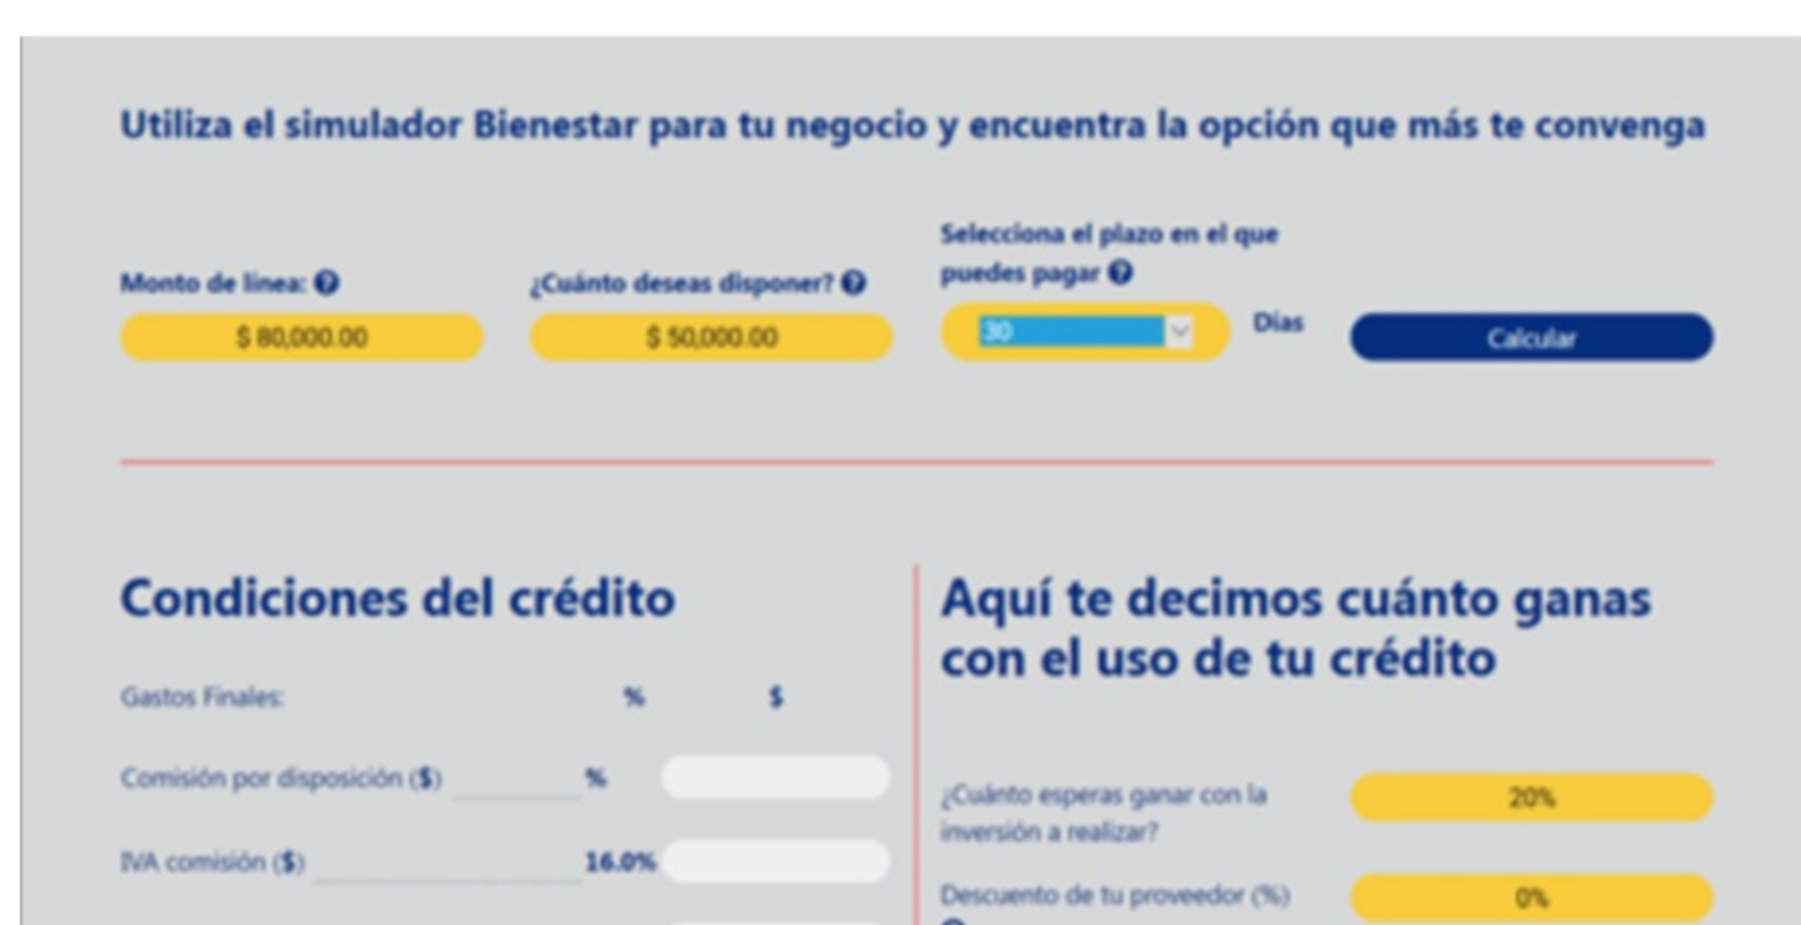 Utiliza el simulador Bienestar para tu negocio y encuentra la opción que más te convenga
Monto de línea: ?
$ 80,000.00
¿Cuánto deseas disponer? ?
$ 50,000.00
Selecciona el plazo en el que
puedes pagar ?
30
Días
Calcular
Condiciones del crédito
Gastos Finales: % $
Comisión por disposición ($) %
IVA comisión ($) 16.0%
Aquí te decimos cuánto ganas
con el uso de tu crédito
¿Cuánto esperas ganar con la
inversión a realizar?
20%
Descuento de tu proveedor (%)
0%